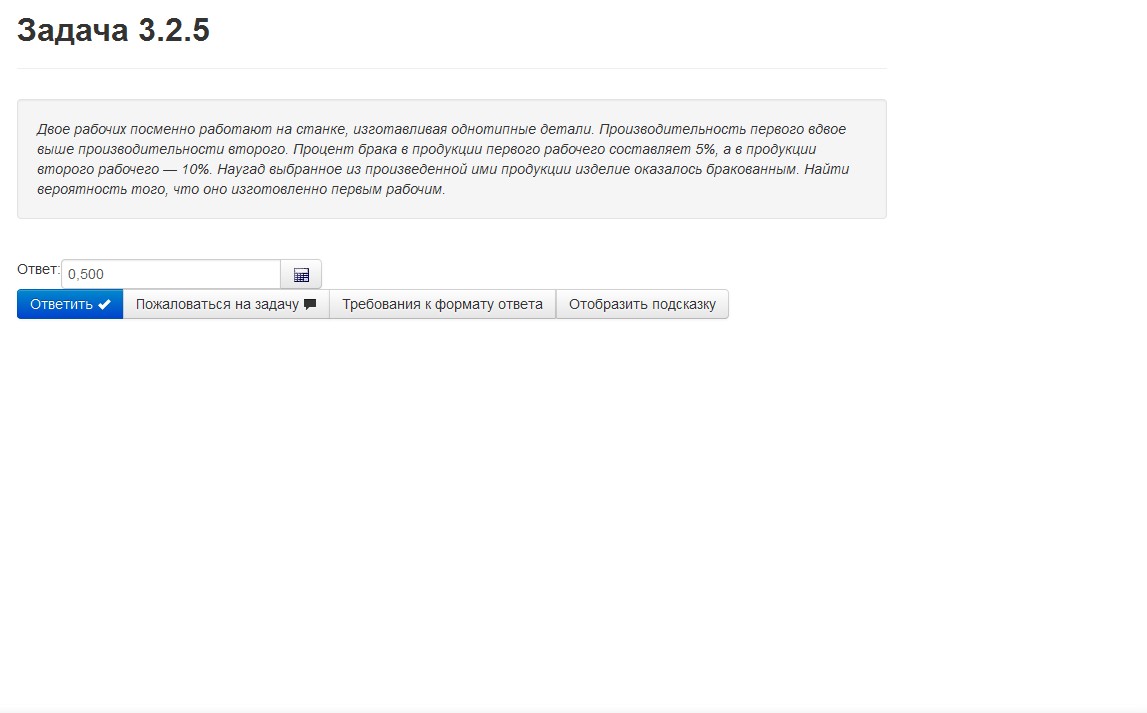 Задача 3.2.5
Двое рабочих посменно работают на станке, изготавливая однотипные детали. Производительность первого вдвое
выше производительности второго. Процент брака в продукции первого рабочего составляет 5%, а в продукции
второго рабочего — 10%. Наугад выбранное из произведенной ими продукции изделие оказалось бракованным. Найти
вероятность того, что оно изготовленно первым рабочим.
Ответ: 0,500
Ответить Пожаловаться на задачу Требования к формату ответа Отобразить подсказку